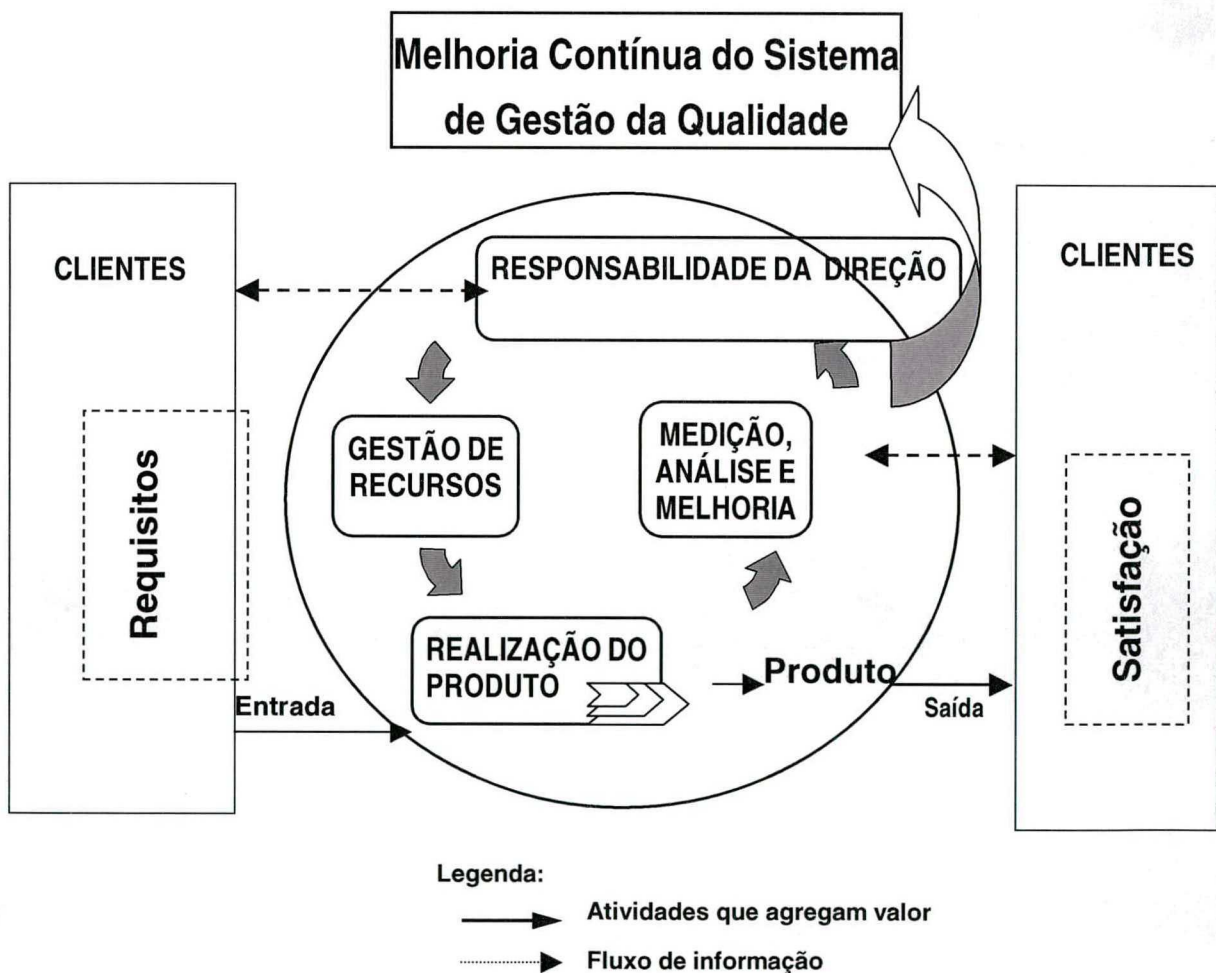 Melhoria Contínua do Sistema
de Gestão da Qualidade
CLIENTES
Requisitos
RESPONSABILIDADE DA DIREÇÃO
GESTÃO DE
RECURSOS
MEDIÇÃO,
ANÁLISE E
MELHORIA
REALIZAÇÃO DO
PRODUTO
Produto
Entrada
Saída
CLIENTES
Satisfação
Legenda:
Atividades que agregam valor
Fluxo de informação